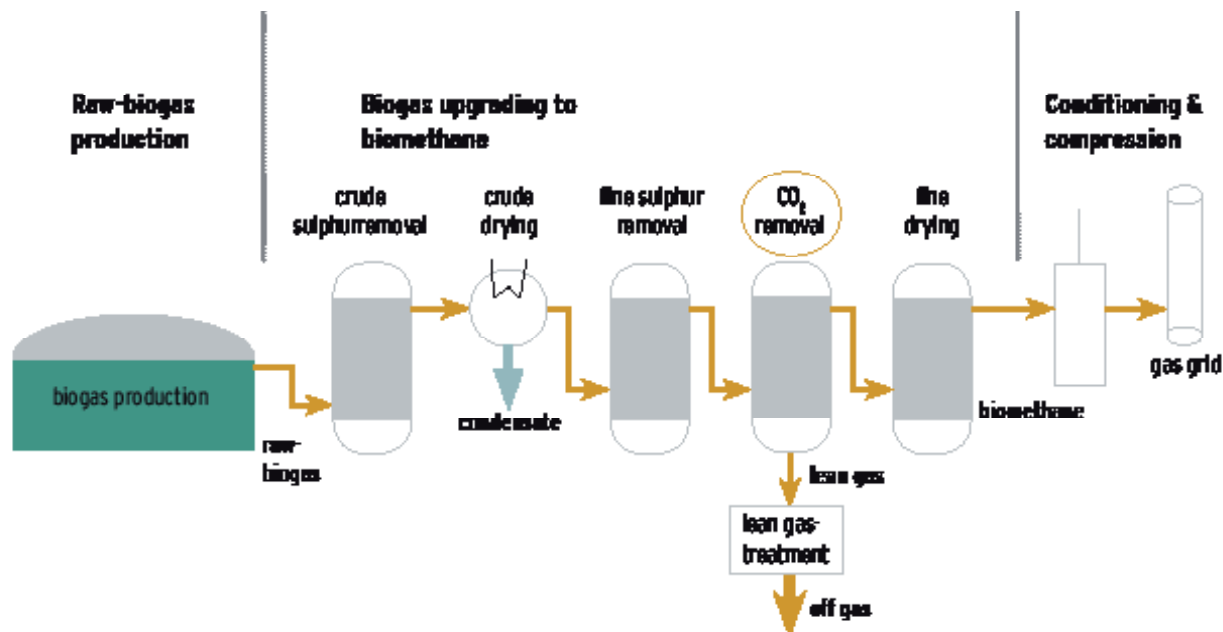 Raw-biogas
production
Biogas upgrading to
biomethane
Conditioning &
compression
crude
sulphurremoval
crude
drying
fine sulphur
removal
CO₂
removal
fine
drying
biogas production
raw-
biogas
condensate
biomethane
gas grid
lean gas
lean gas-
treatment
off gas